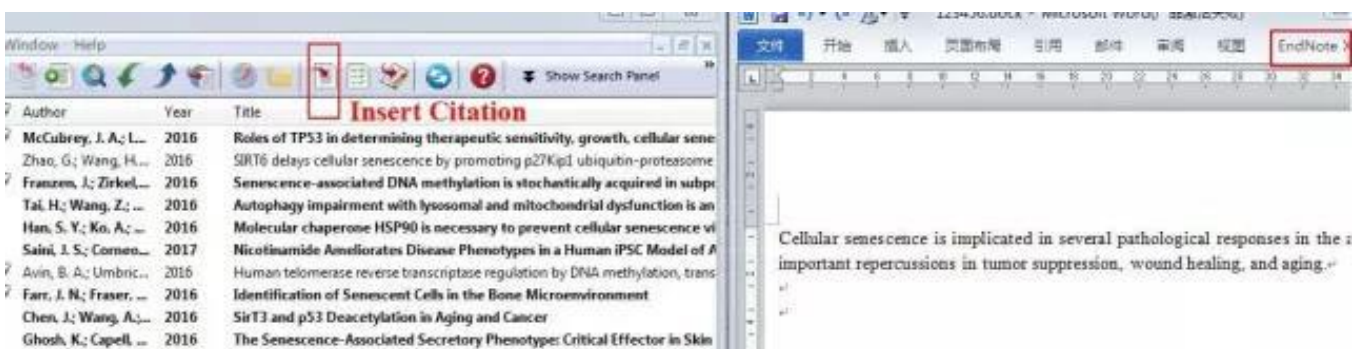 Window Help
Show Search Panel
Author Year Title
Insert Citation
McCubrey, J. A.; L... 2016 Roles of TP53 in determining therapeutic sensitivity, growth, cellular sene
Zhao, G.; Wang, H.... 2016 SIRT6 delays cellular senescence by promoting p27Kip1 ubiquitin-proteasome
Franzen, J.; Zirkel,... 2016 Senescence-associated DNA methylation is stochastically acquired in subpo
Tai, H.; Wang, Z.; ... 2016 Autophagy impairment with lysosomal and mitochondrial dysfunction is an
Han, S. Y.; Ko, A.; ... 2016 Molecular chaperone HSP90 is necessary to prevent cellular senescence vi
Saini, J. S.; Corneo... 2017 Nicotinamide Ameliorates Disease Phenotypes in a Human iPSC Model of A
Avin, B. A.; Umbric... 2016 Human telomerase reverse transcriptase regulation by DNA methylation, trans
Farr, J. N.; Fraser, ... 2016 Identification of Senescent Cells in the Bone Microenvironment
Chen, J.; Wang, A.;... 2016 SirT3 and p53 Deacetylation in Aging and Cancer
Ghosh, K.; Capell, ... 2016 The Senescence-Associated Secretory Phenotype: Critical Effector in Skin
123456.docx - Microsoft Word
文件 开始 插入 页面布局 引用 邮件 审阅 视图 EndNote X
Cellular senescence is implicated in several pathological responses in the
important repercussions in tumor suppression, wound healing, and aging.